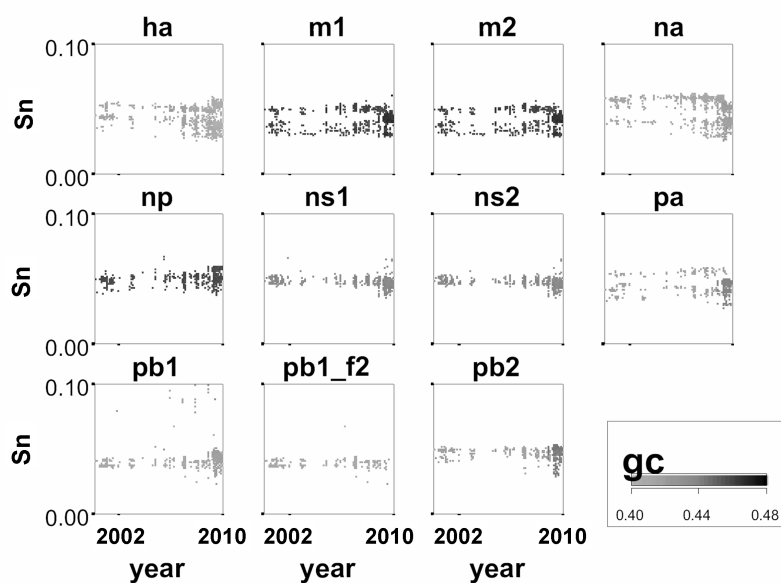 ha m1 m2 na
0.10
Sn
0.00
np ns1 ns2 pa
0.10
Sn
0.00
pb1 pb1_f2 pb2
0.10
Sn
gc
0.00
0.40 0.44 0.48
2002 2010 2002 2010 2002 2010
year year year